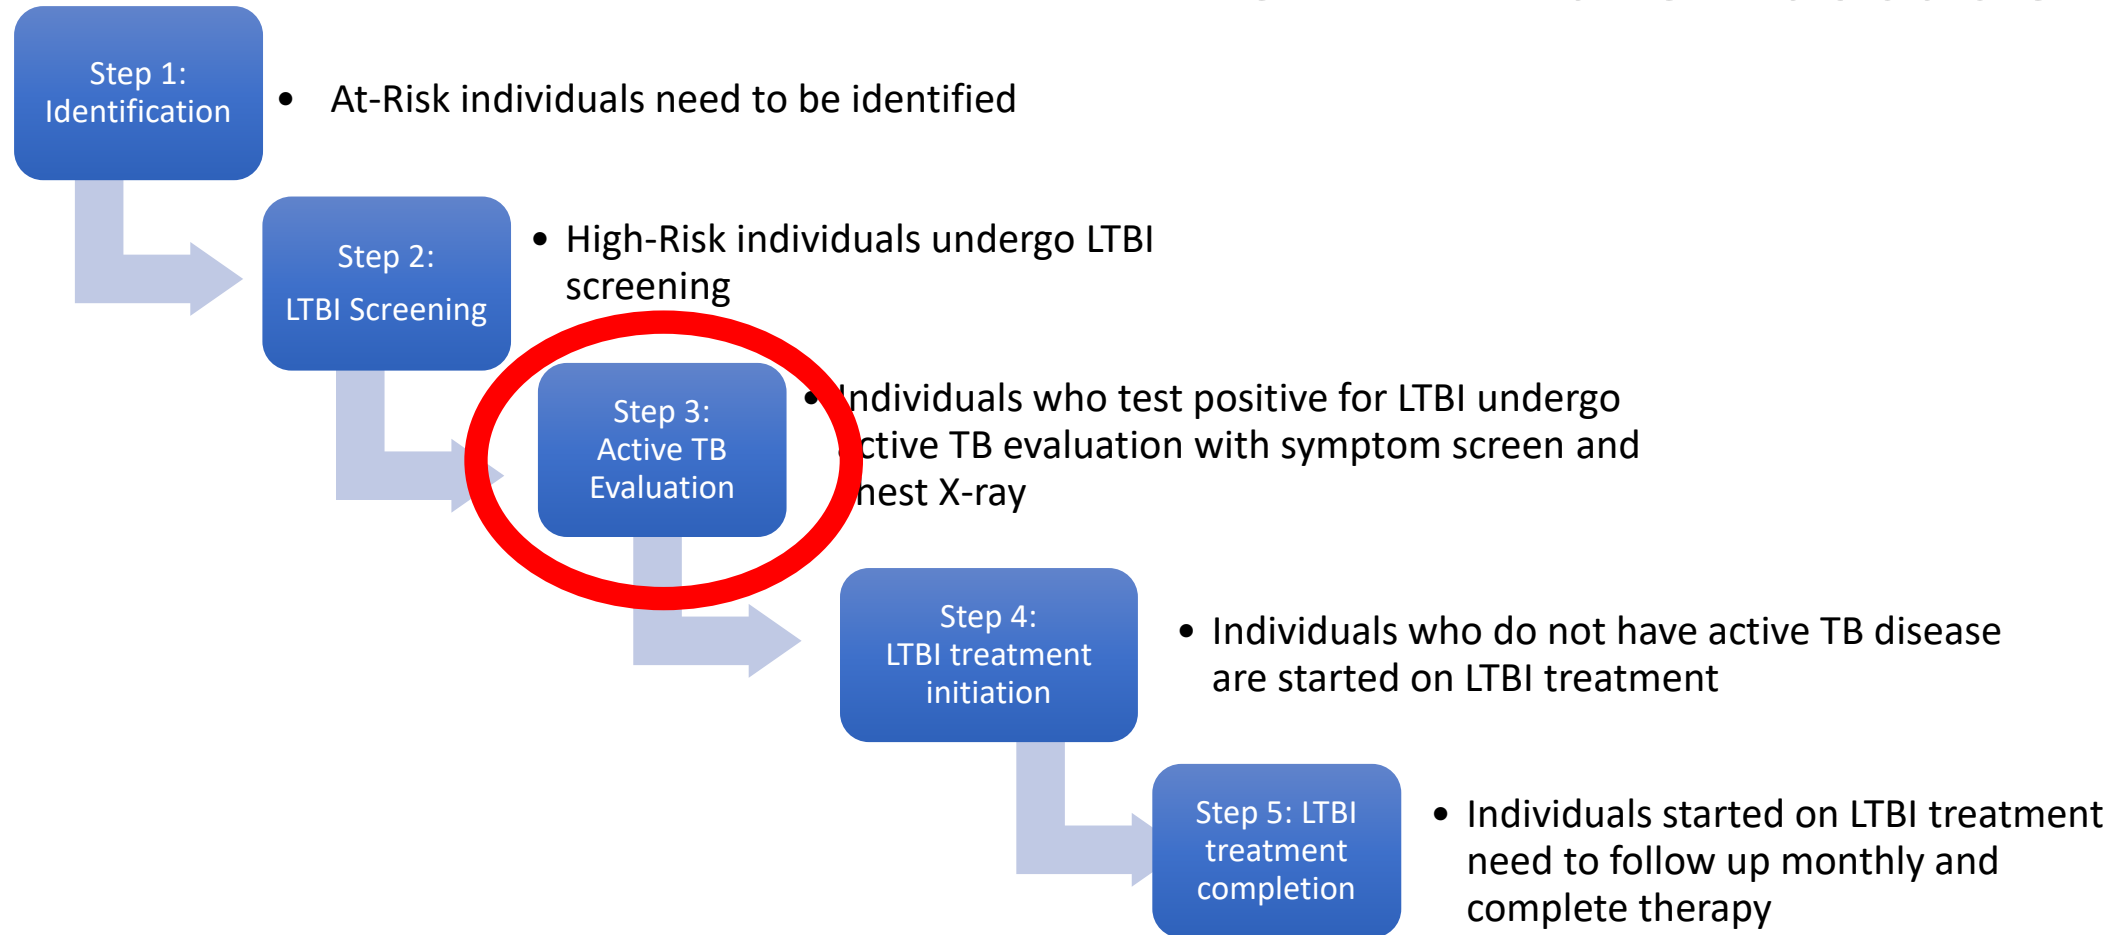 Step 1:
Identification
• At-Risk individuals need to be identified
Step 2:
LTBI Screening
• High-Risk individuals undergo LTBI
screening
Step 3:
Active TB
Evaluation
• Individuals who test positive for LTBI undergo
active TB evaluation with symptom screen and
chest X-ray
Step 4:
LTBI treatment
initiation
• Individuals who do not have active TB disease
are started on LTBI treatment
Step 5: LTBI
treatment
completion
• Individuals started on LTBI treatment
need to follow up monthly and
complete therapy